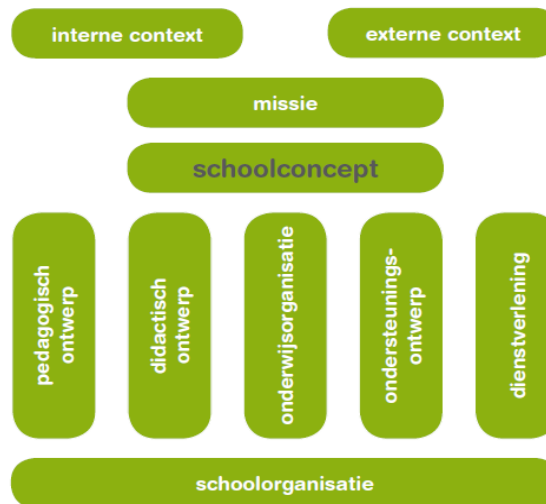 interne context
externe context
missie
schoolconcept
pedagogisch
ontwerp
didactisch
ontwerp
onderwijsorganisatie
ondersteunings-
ontwerp
dienstverlening
schoolorganisatie